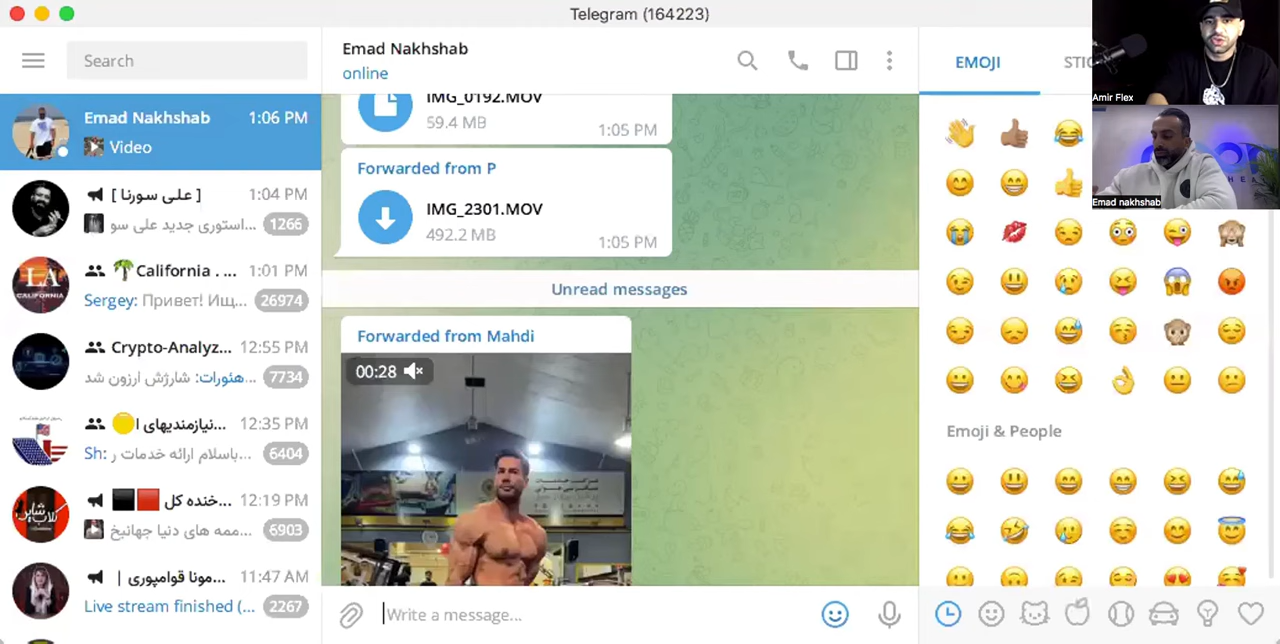 Telegram (164223)
Search
Emad Nakhshab
1:06 PM
Video
[ علی سورنا ]
1:04 PM
استوری جدید علی سو...
1266
California . ...
1:01 PM
Sergey: Привет! Ищ...
26974
LA
CALIFORNIA
Crypto-Analyz...
12:55 PM
هئورات: شارژش ارزون شد...
7734
نیازمندیهای ا...
12:35 PM
Sh: باسلام ارائه خدمات ر...
6404
خنده کل...
12:19 PM
ممه های دنیا جهانبخ...
6903
مونا قوامپوری |...
11:47 AM
Live stream finished (...
2267
Emad Nakhshab
online
IMG_0192.MOV
59.4 MB
1:05 PM
Forwarded from P
IMG_2301.MOV
492.2 MB
1:05 PM
Unread messages
Forwarded from Mahdi
00:28
Write a message...
EMOJI
STIC
Emoji & People
Amir Flex
Emad nakhshab